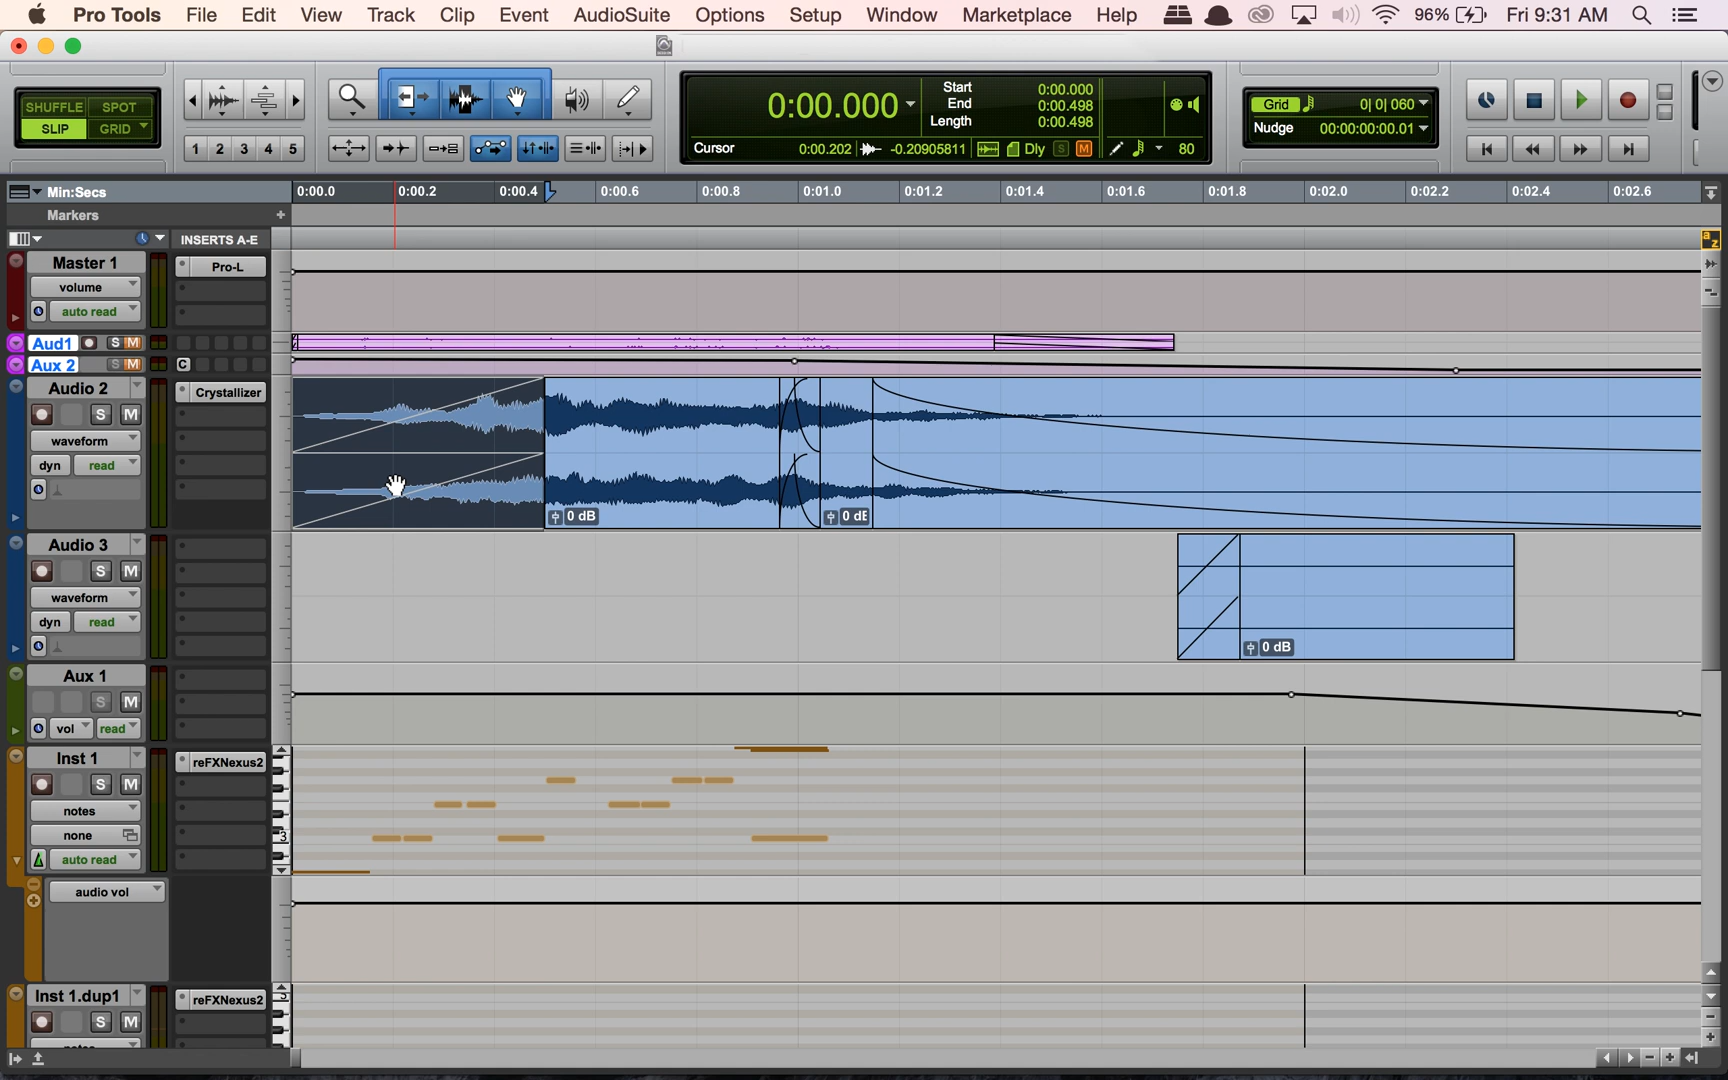 Pro Tools File Edit View Track Clip Event AudioSuite Options Setup Window Marketplace Help 96% Fri 9:31 AM
SHUFFLE SPOT
SLIP GRID
1 2 3 4 5
0:00.000
Start 0:00.000
End 0:00.498
Length 0:00.498
Cursor 0:00.202 -0.20905811 Dly S M 80
Grid 0| 0| 060
Nudge 00:00:00:00.01
Min:Secs 0:00.0 0:00.2 0:00.4 0:00.6 0:00.8 0:01.0 0:01.2 0:01.4 0:01.6 0:01.8 0:02.0 0:02.2 0:02.4 0:02.6
Markers
INSERTS A-E
a z
Master 1 Pro-L
volume
auto read
Aud1 S M
Aux 2 S M C
Audio 2 Crystallizer
S M
waveform
dyn read
0 dB 0 dB
Audio 3
S M
waveform
dyn read
0 dB
Aux 1
S M
vol read
Inst 1 reFXNexus2
S M
notes
none 3
auto read
audio vol
Inst 1.dup1 reFXNexus2 5
S M
notes